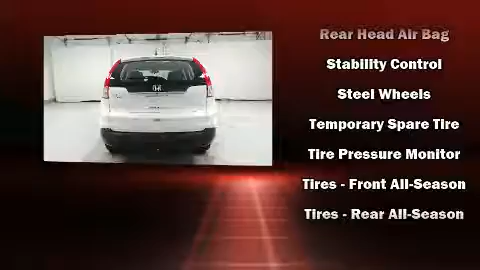 Rear Head Air Bag
Stability Control
Steel Wheels
Temporary Spare Tire
Tire Pressure Monitor
Tires - Front All-Season
Tires - Rear All-Season